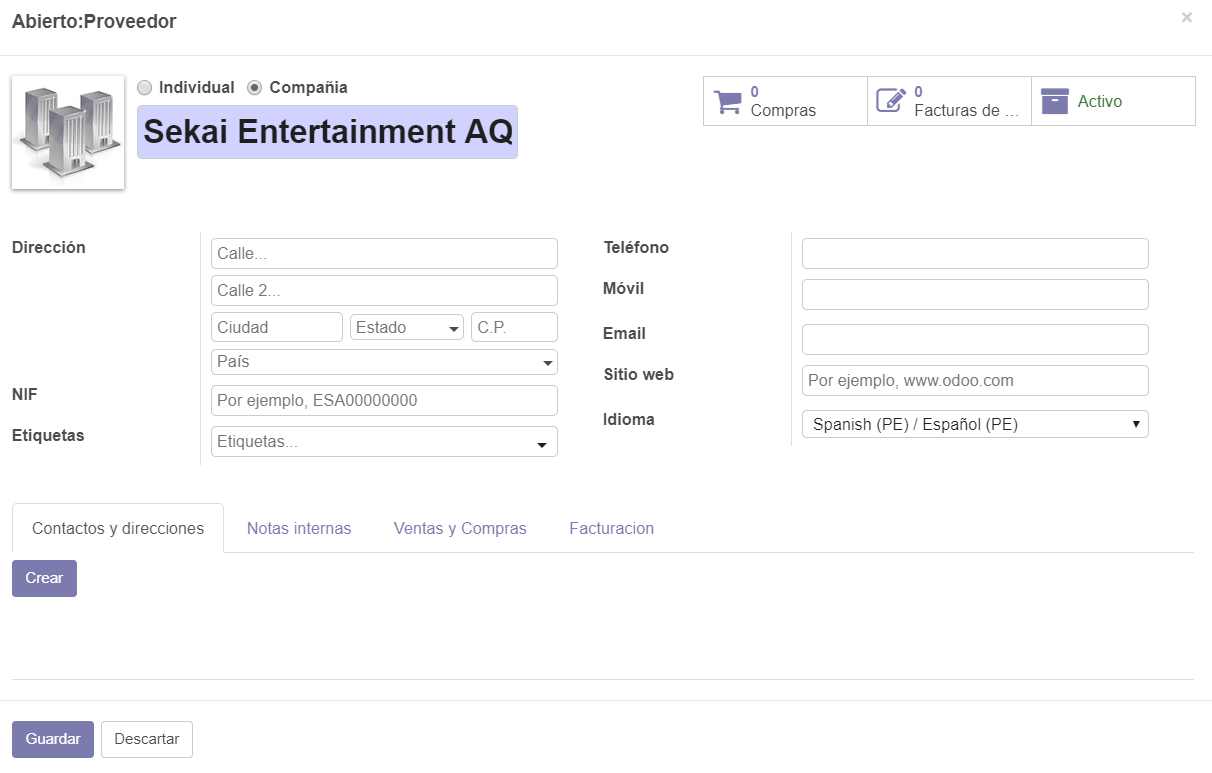 Abierto:Proveedor
×
Individual Compañia
Sekai Entertainment AQ
0
Compras
0
Facturas de ...
Activo
Dirección
Calle...
Calle 2...
Ciudad Estado C.P.
País
NIF Por ejemplo, ESA00000000
Etiquetas Etiquetas...
Teléfono
Móvil
Email
Sitio web Por ejemplo, www.odoo.com
Idioma Spanish (PE) / Español (PE)
Contactos y direcciones Notas internas Ventas y Compras Facturacion
Crear
Guardar Descartar